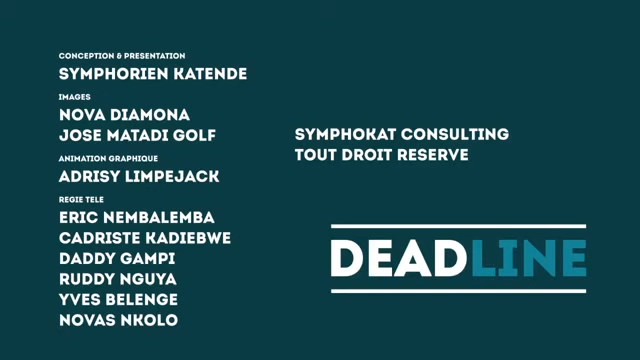 CONCEPTION & PRESENTATION
SYMPHORIEN KATENDE
IMAGES
NOVA DIAMONA
JOSE MATADI GOLF
ANIMATION GRAPHIQUE
ADRISY LIMPEJACK
REGIE TELE
ERIC NEMBALEMBA
CADRISTE KADIEBWE
DADDY GAMPI
RUDDY NGUYA
YVES BELENGE
NOVAS NKOLO
SYMPHOKAT CONSULTING
TOUT DROIT RESERVE
DEADLINE